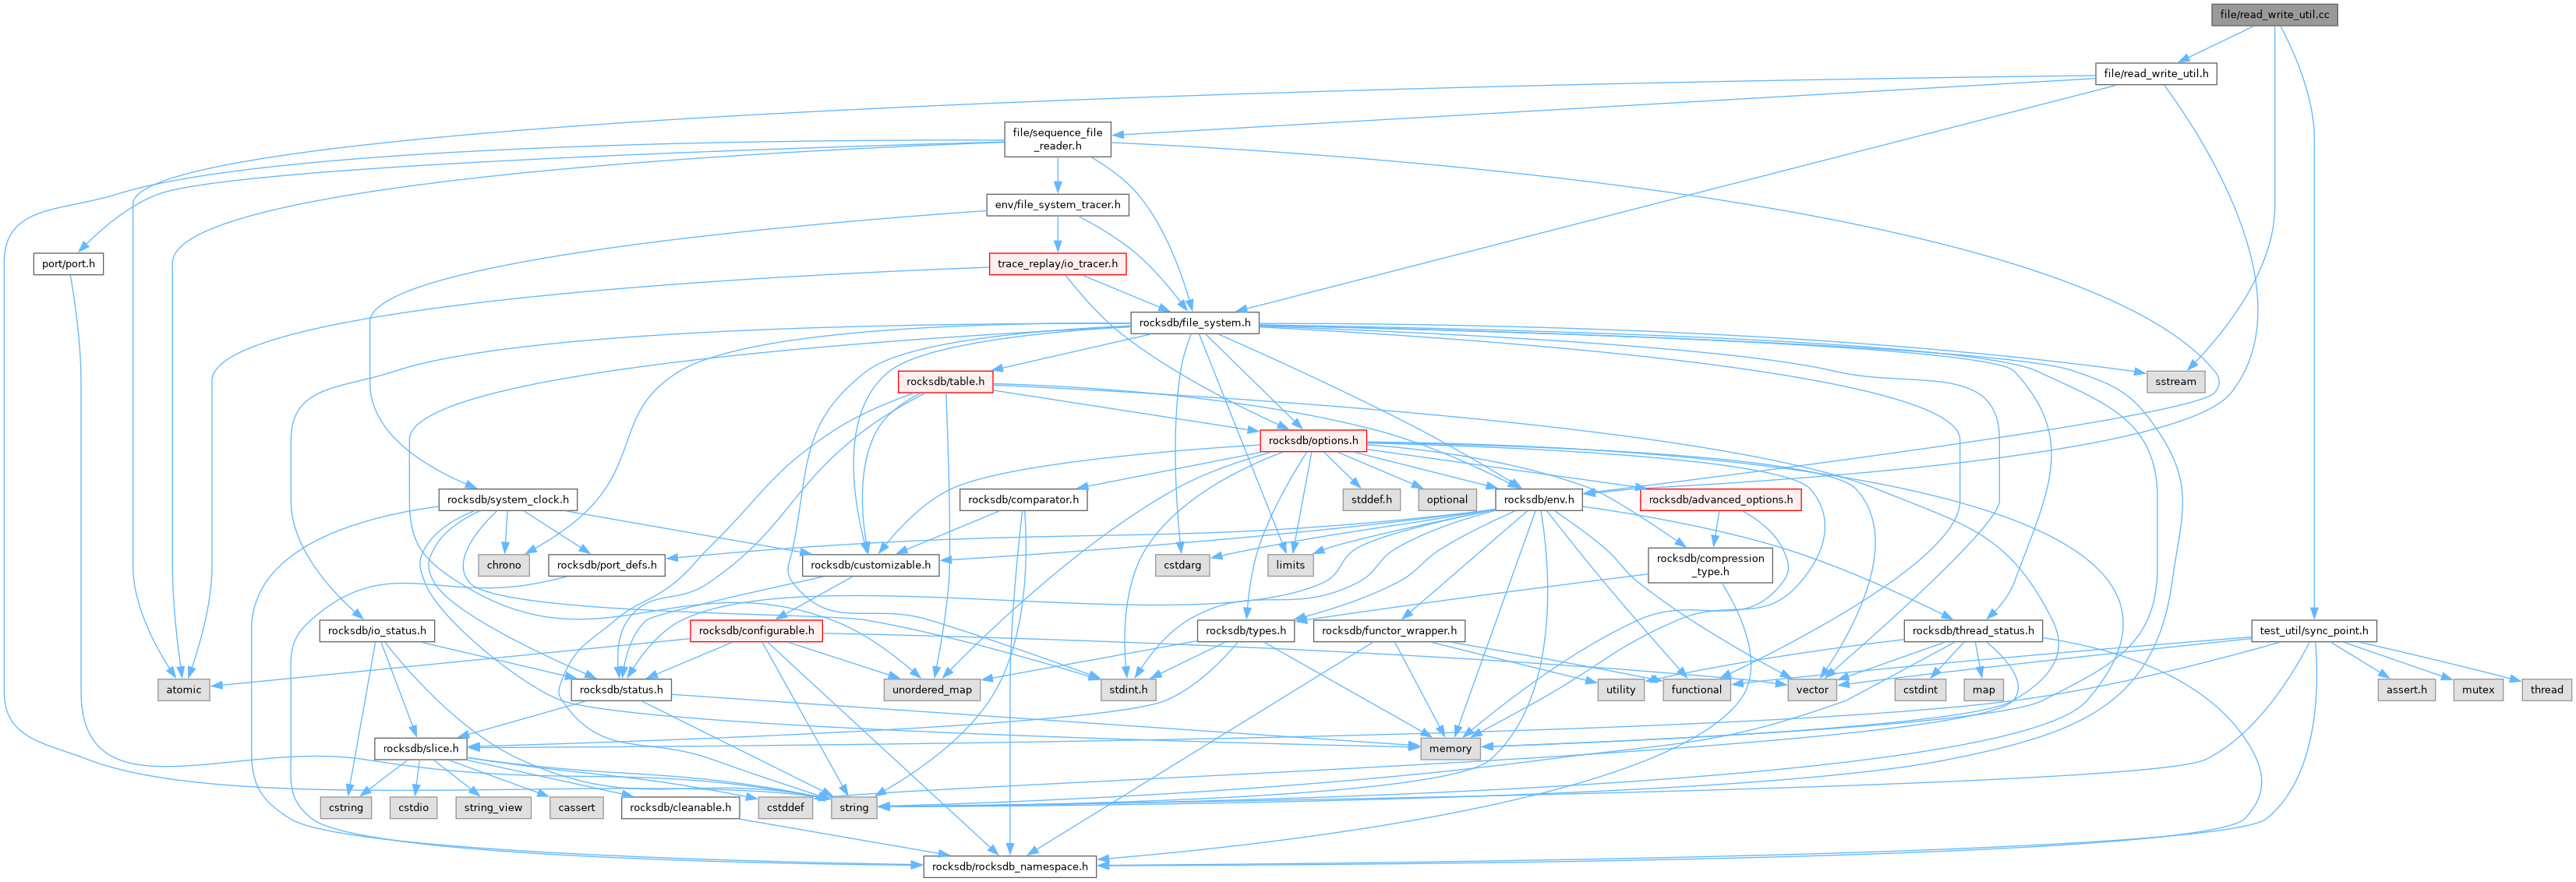 file/read_write_util.cc
file/read_write_util.h
file/sequence_file
_reader.h
env/file_system_tracer.h
port/port.h
trace_replay/io_tracer.h
rocksdb/file_system.h
rocksdb/table.h
sstream
rocksdb/options.h
rocksdb/system_clock.h
rocksdb/comparator.h
stddef.h
optional
rocksdb/env.h
rocksdb/advanced_options.h
chrono
rocksdb/port_defs.h
rocksdb/customizable.h
cstdarg
limits
rocksdb/compression
_type.h
rocksdb/io_status.h
rocksdb/configurable.h
rocksdb/types.h
rocksdb/functor_wrapper.h
rocksdb/thread_status.h
test_util/sync_point.h
atomic
rocksdb/status.h
unordered_map
stdint.h
utility
functional
vector
cstdint
map
assert.h
mutex
thread
rocksdb/slice.h
memory
cstring
cstdio
string_view
cassert
rocksdb/cleanable.h
cstddef
string
rocksdb/rocksdb_namespace.h